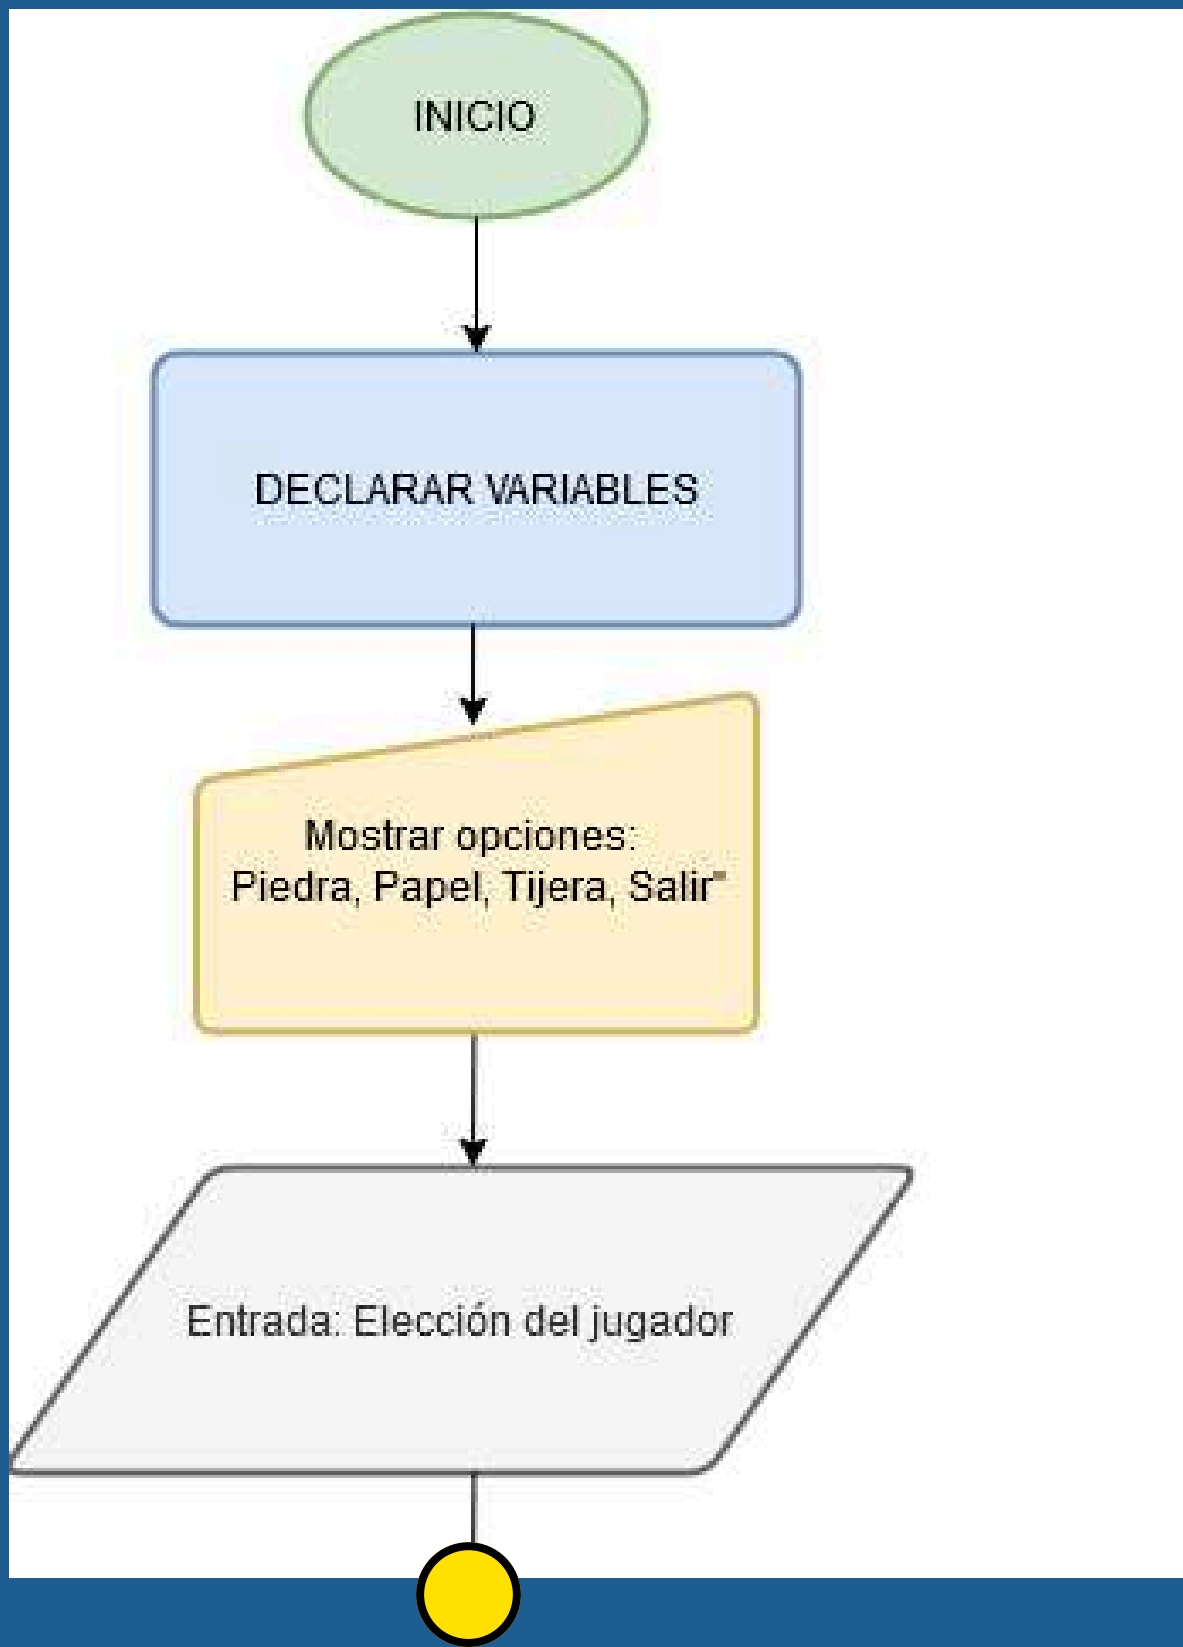 INICIO
DECLARAR VARIABLES
Mostrar opciones:
Piedra, Papel, Tijera, Salir"
Entrada: Elección del jugador